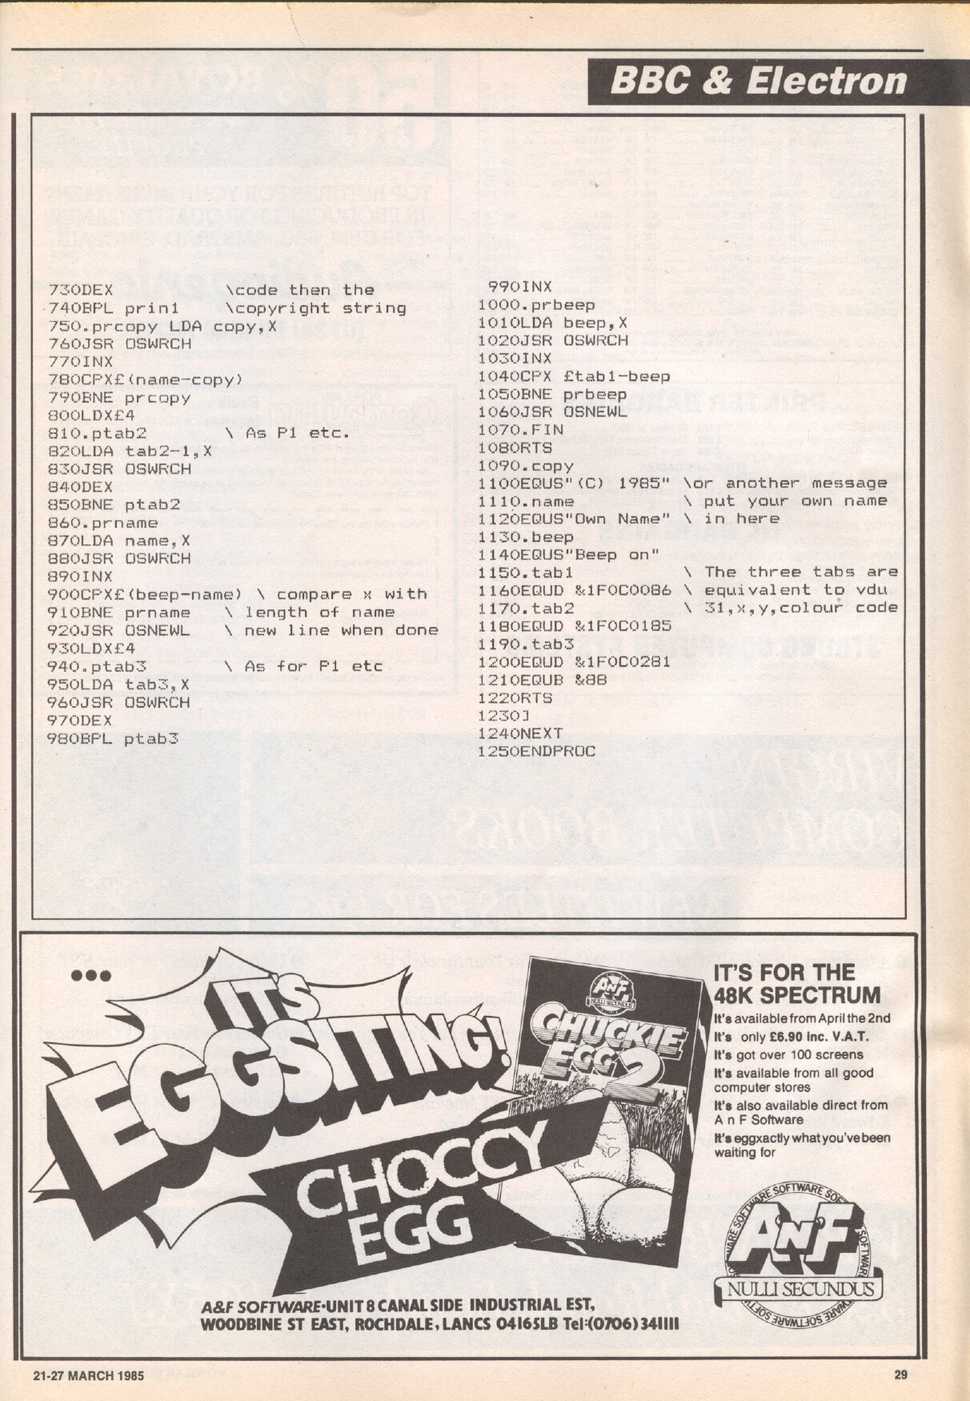 BBC & Electron
730DEX \code then the
740BPL prin1 \copyright string
750.prcopy LDA copy,X
760JSR OSWRCH
770INX
780CPX£(name-copy)
790BNE prcopy
800LDX£4
810.ptab2 \ As P1 etc.
820LDA tab2-1,X
830JSR OSWRCH
840DEX
850BNE ptab2
860.prname
870LDA name,X
880JSR OSWRCH
890INX
900CPX£(beep-name) \ compare x with
910BNE prname \ length of name
920JSR OSNEWL \ new line when done
930LDX£4
940.ptab3 \ As for P1 etc
950LDA tab3,X
960JSR OSWRCH
970DEX
980BPL ptab3
990INX
1000.prbeep
1010LDA beep,X
1020JSR OSWRCH
1030INX
1040CPX £tab1-beep
1050BNE prbeep
1060JSR OSNEWL
1070.FIN
1080RTS
1090.copy
1100EQUS"(C) 1985" \or another message
1110.name \ put your own name
1120EQUS"Own Name" \ in here
1130.beep
1140EQUS"Beep on"
1150.tab1 \ The three tabs are
1160EQUD &1F0C0086 \ equivalent to vdu
1170.tab2 \ 31,x,y,colour code
1180EQUD &1F0C0185
1190.tab3
1200EQUD &1F0C0281
1210EQUB &88
1220RTS
1230]
1240NEXT
1250ENDPROC
...
ITS
EGGSITING!
CHOCCY
EGG
A'n'F
NULLI SECUNDUS
CHUCKIE
EGG 2
IT'S FOR THE
48K SPECTRUM
It's available from April the 2nd
It's only £6.90 inc. V.A.T.
It's got over 100 screens
It's available from all good
computer stores
It's also available direct from
A n F Software
It's eggxactly what you've been
waiting for
SOFTWARE SOFTWARE SOFTWARE SOFTWARE SOFTWARE
A'n'F
NULLI SECUNDUS
A&F SOFTWARE·UNIT 8 CANAL SIDE INDUSTRIAL EST,
WOODBINE ST EAST, ROCHDALE, LANCS 0416 5LB Tel:(0706) 341111
21-27 MARCH 1985
29